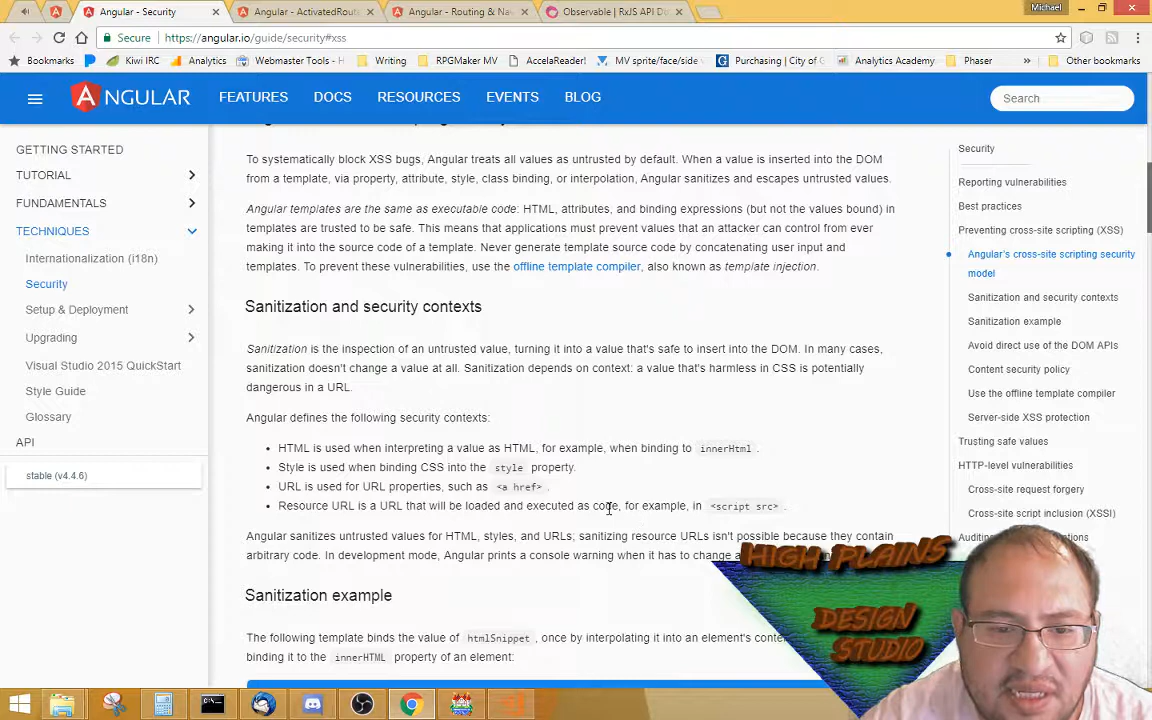 Michael
Angular - Security
Angular - ActivatedRout
Angular - Routing & Na
Observable | RxJS API Do
Secure
https://angular.io/guide/security#xss
Bookmarks
Kiwi IRC
Analytics
Webmaster Tools - H
Writing
RPGMaker MV
AccelaReader!
MV sprite/face/side
Purchasing | City of G
Analytics Academy
Phaser
»
Other bookmarks
ANGULAR
FEATURES
DOCS
RESOURCES
EVENTS
BLOG
Search
GETTING STARTED
TUTORIAL
FUNDAMENTALS
TECHNIQUES
Internationalization (i18n)
Security
Setup & Deployment
Upgrading
Visual Studio 2015 QuickStart
Style Guide
Glossary
API
stable (v4.4.6)
To systematically block XSS bugs, Angular treats all values as untrusted by default. When a value is inserted into the DOM
from a template, via property, attribute, style, class binding, or interpolation, Angular sanitizes and escapes untrusted values.
Angular templates are the same as executable code: HTML, attributes, and binding expressions (but not the values bound) in
templates are trusted to be safe. This means that applications must prevent values that an attacker can control from ever
making it into the source code of a template. Never generate template source code by concatenating user input and
templates. To prevent these vulnerabilities, use the offline template compiler, also known as template injection.
Sanitization and security contexts
Sanitization is the inspection of an untrusted value, turning it into a value that's safe to insert into the DOM. In many cases,
sanitization doesn't change a value at all. Sanitization depends on context: a value that's harmless in CSS is potentially
dangerous in a URL.
Angular defines the following security contexts:
• HTML is used when interpreting a value as HTML, for example, when binding to innerHtml .
• Style is used when binding CSS into the style property.
• URL is used for URL properties, such as <a href> .
• Resource URL is a URL that will be loaded and executed as code, for example, in <script src> .
Angular sanitizes untrusted values for HTML, styles, and URLs; sanitizing resource URLs isn't possible because they contain
arbitrary code. In development mode, Angular prints a console warning when it has to change a
Sanitization example
The following template binds the value of htmlSnippet , once by interpolating it into an element's conte
binding it to the innerHTML property of an element:
Security
Reporting vulnerabilities
Best practices
Preventing cross-site scripting (XSS)
Angular's cross-site scripting security
model
Sanitization and security contexts
Sanitization example
Avoid direct use of the DOM APIs
Content security policy
Use the offline template compiler
Server-side XSS protection
Trusting safe values
HTTP-level vulnerabilities
Cross-site request forgery
Cross-site script inclusion (XSSI)
HIGH PLAINS
DESIGN
STUDIO